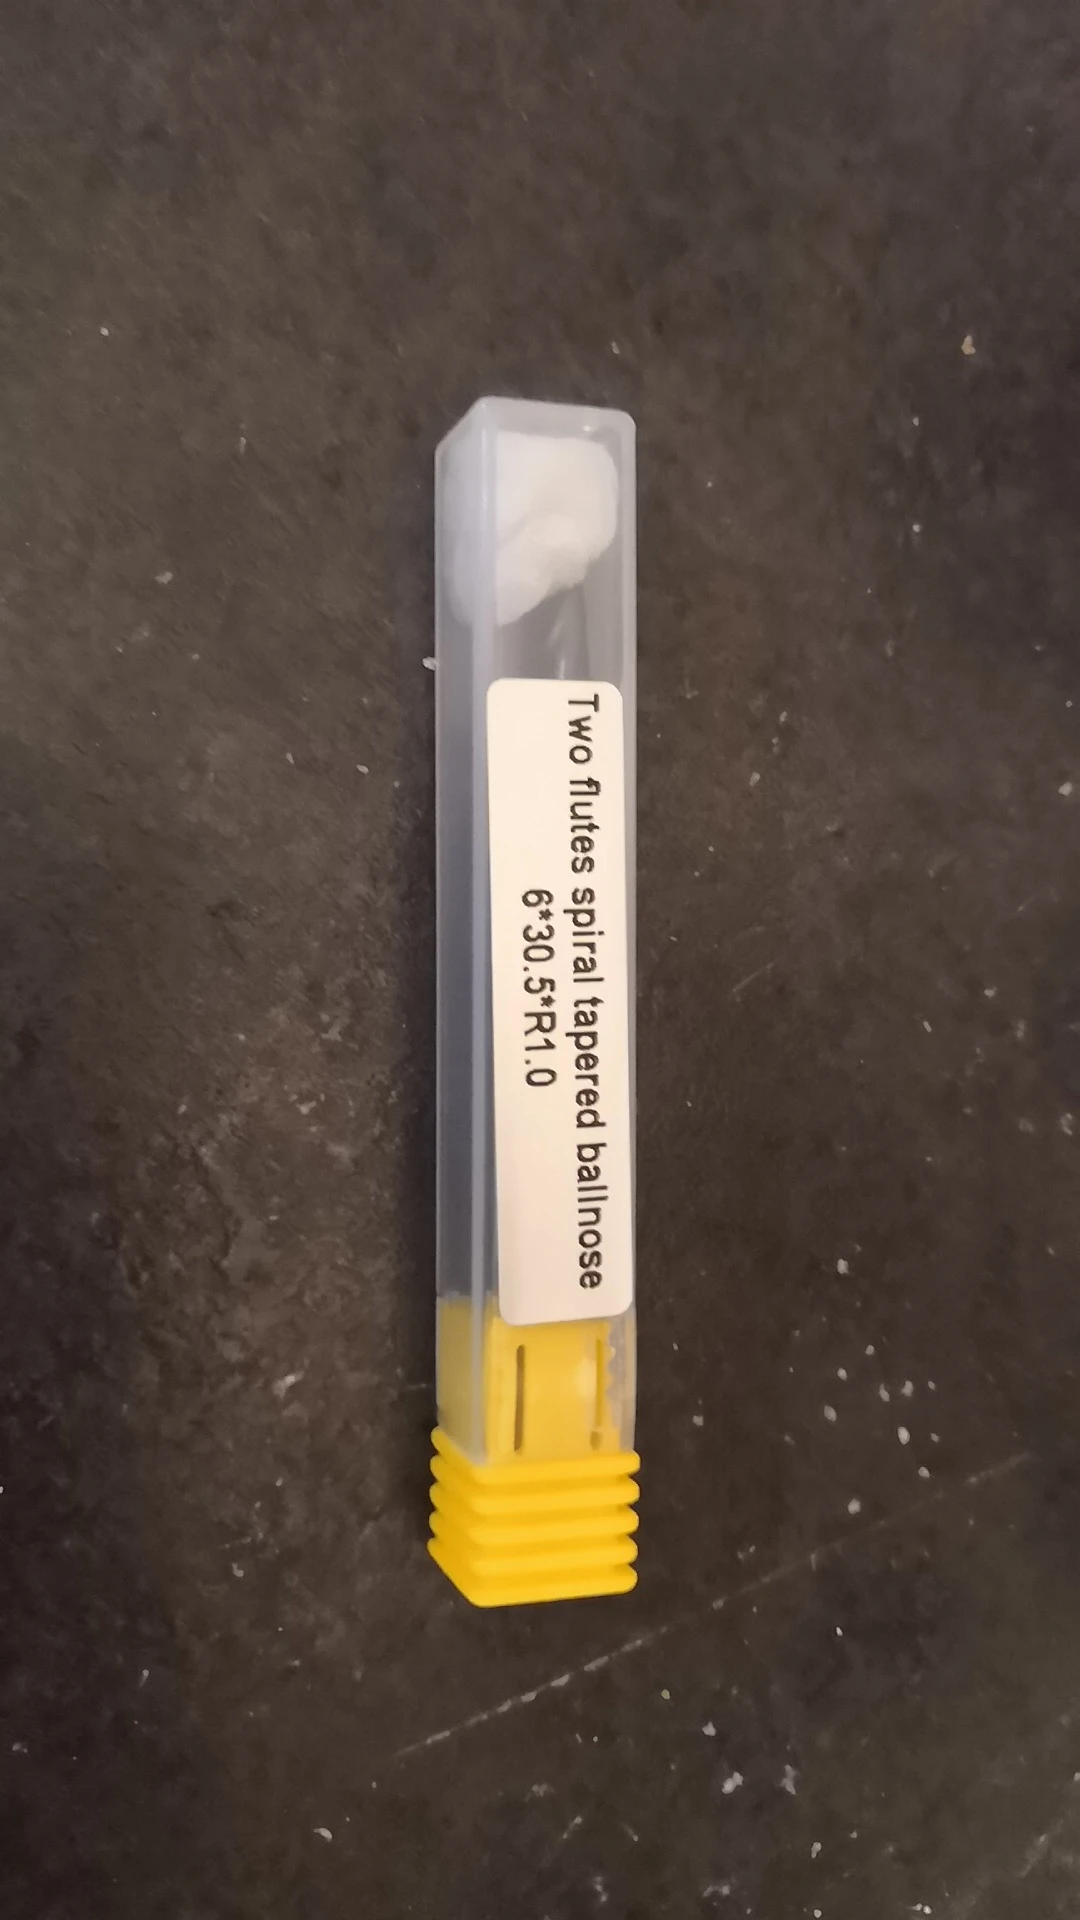 Two flutes spiral tapered ballnose
6*30.5*R1.0